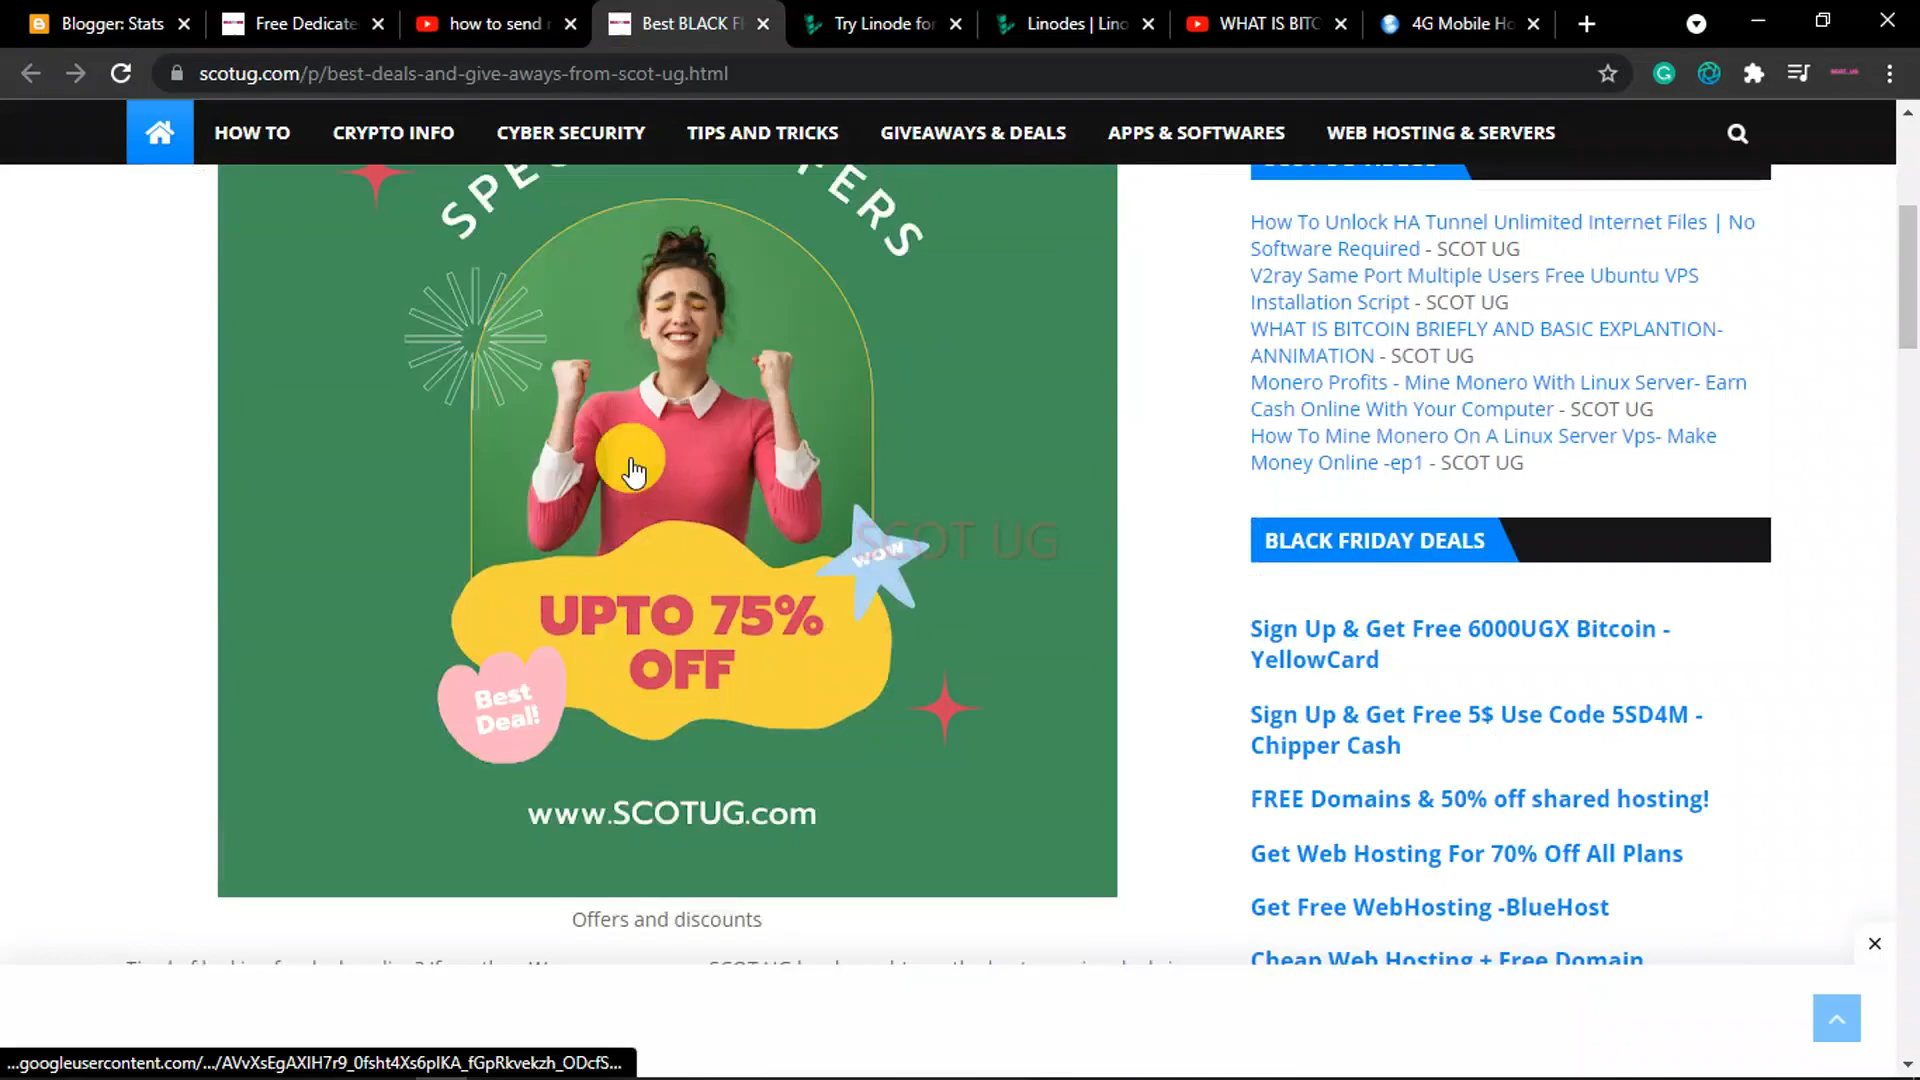 Blogger: Stats
Free Dedicate
how to send
Best BLACK F
Try Linode for
Linodes | Lino
WHAT IS BITC
4G Mobile Ho
scotug.com/p/best-deals-and-give-aways-from-scot-ug.html
HOW TO
CRYPTO INFO
CYBER SECURITY
TIPS AND TRICKS
GIVEAWAYS & DEALS
APPS & SOFTWARES
WEB HOSTING & SERVERS
WOW
SCOT UG
UPTO 75%
OFF
Best
Deal!
www.SCOTUG.com
Offers and discounts
How To Unlock HA Tunnel Unlimited Internet Files | No
Software Required - SCOT UG
V2ray Same Port Multiple Users Free Ubuntu VPS
Installation Script - SCOT UG
WHAT IS BITCOIN BRIEFLY AND BASIC EXPLANTION-
ANNIMATION - SCOT UG
Monero Profits - Mine Monero With Linux Server- Earn
Cash Online With Your Computer - SCOT UG
How To Mine Monero On A Linux Server Vps- Make
Money Online -ep1 - SCOT UG
BLACK FRIDAY DEALS
Sign Up & Get Free 6000UGX Bitcoin -
YellowCard
Sign Up & Get Free 5$ Use Code 5SD4M -
Chipper Cash
FREE Domains & 50% off shared hosting!
Get Web Hosting For 70% Off All Plans
Get Free WebHosting -BlueHost
Cheap Web Hosting + Free Domain